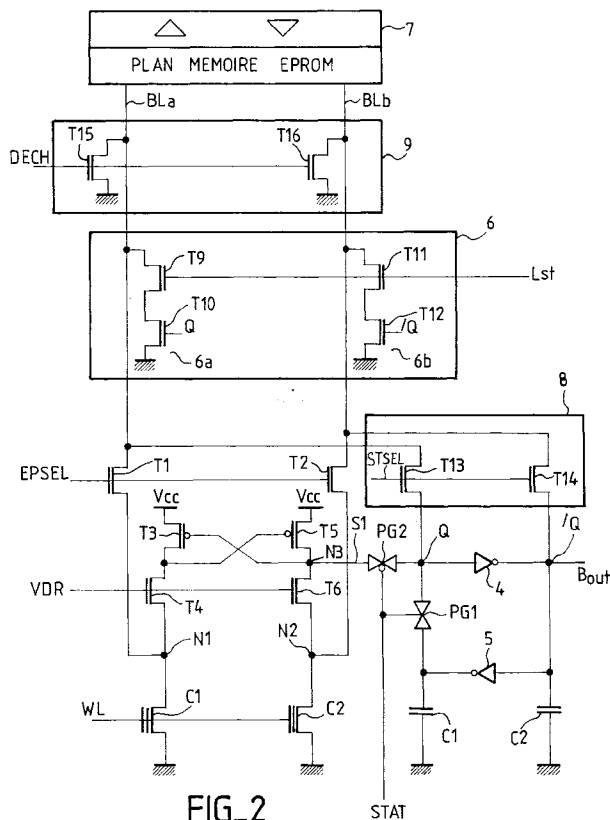 7
PLAN MEMOIRE EPROM
BLa
BLb
T15
T16
DECH
9
6
T9
T11
Lst
T10
Q
T12
/Q
6a
6b
8
EPSEL
T1
T2
STSEL
T13
T14
Vcc
Vcc
T3
T5
N3
S1
PG2
Q
4
/Q
Bout
VDR
T4
T6
PG1
N1
N2
5
WL
C1
C2
C1
C2
FIG_2
STAT